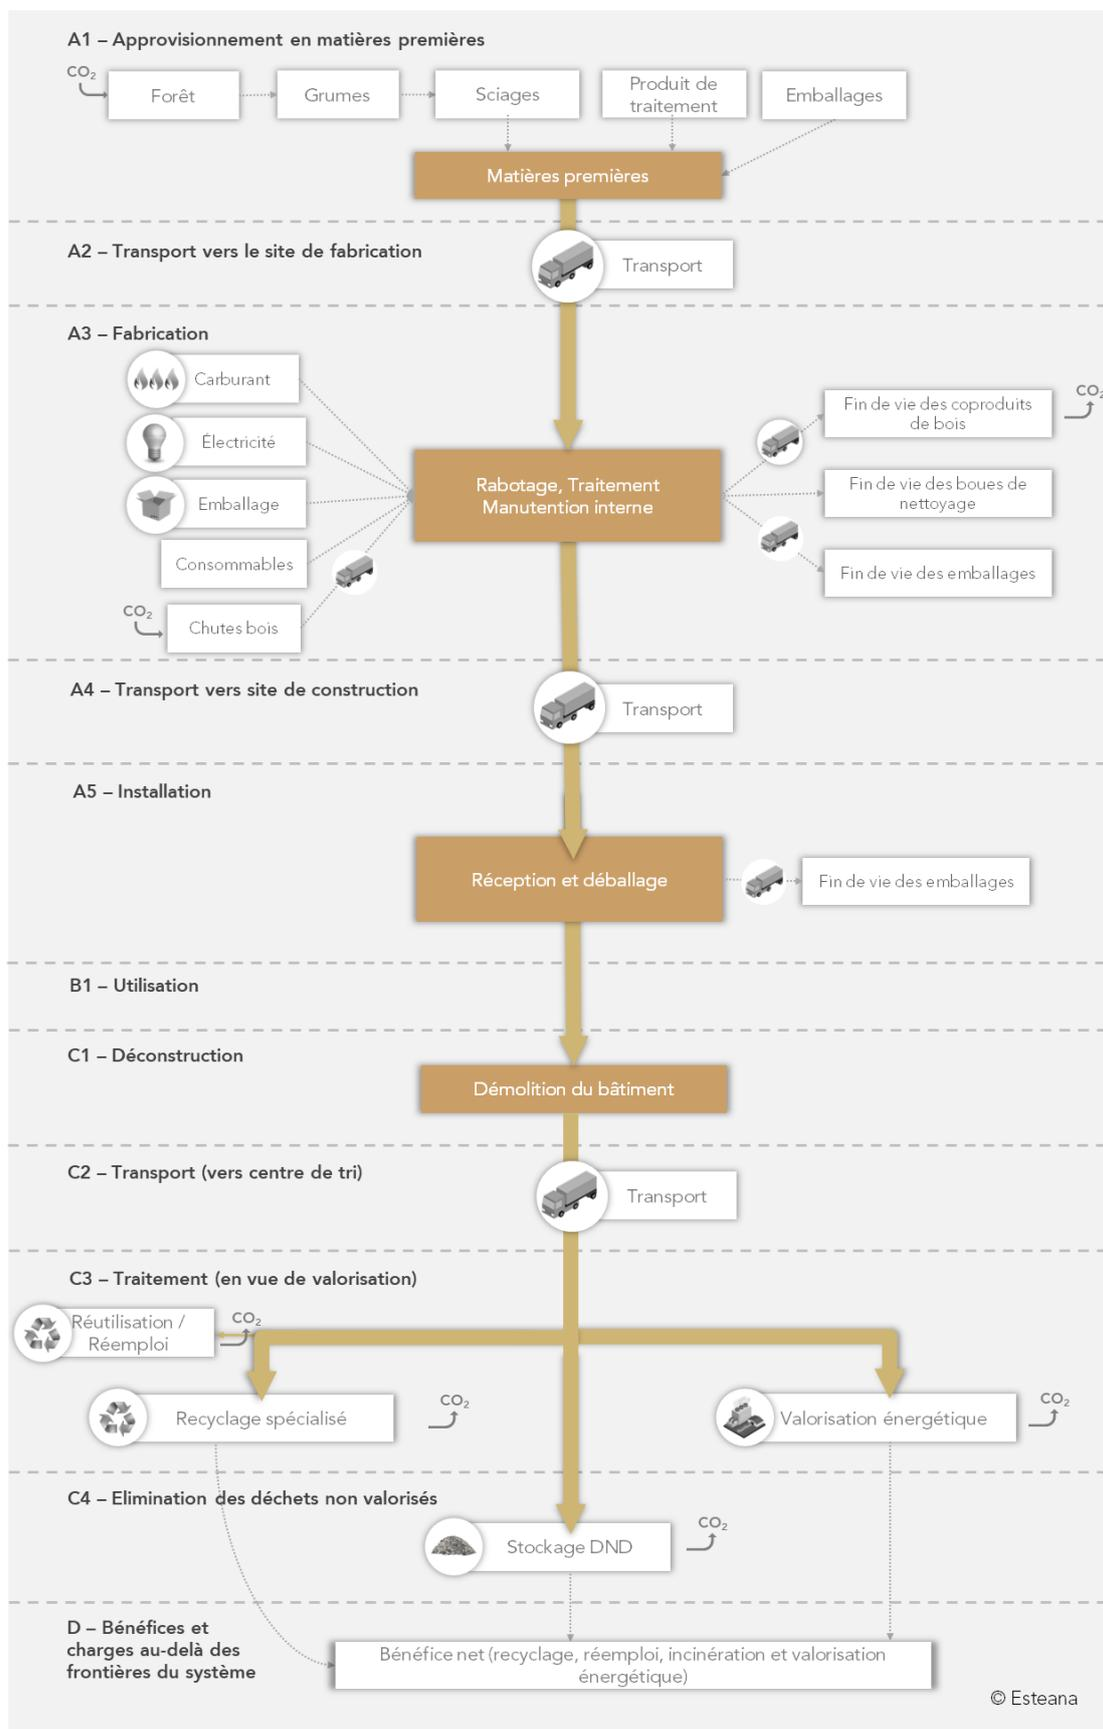 A1 – Approvisionnement en matières premières
CO₂
Forêt
Grumes
Sciages
Produit de
traitement
Emballages
Matières premières
A2 – Transport vers le site de fabrication
Transport
A3 – Fabrication
Carburant
Électricité
Emballage
Consommables
CO₂
Chutes bois
Rabotage, Traitement
Manutention interne
Fin de vie des coproduits
de bois
CO₂
Fin de vie des boues de
nettoyage
Fin de vie des emballages
A4 – Transport vers site de construction
Transport
A5 – Installation
Réception et déballage
Fin de vie des emballages
B1 – Utilisation
C1 – Déconstruction
Démolition du bâtiment
C2 – Transport (vers centre de tri)
Transport
C3 – Traitement (en vue de valorisation)
Réutilisation /
Réemploi
CO₂
Recyclage spécialisé
CO₂
Valorisation énergétique
CO₂
C4 – Elimination des déchets non valorisés
Stockage DND
CO₂
D – Bénéfices et
charges au-delà des
frontières du système
Bénéfice net (recyclage, réemploi, incinération et valorisation
énergétique)
© Esteana